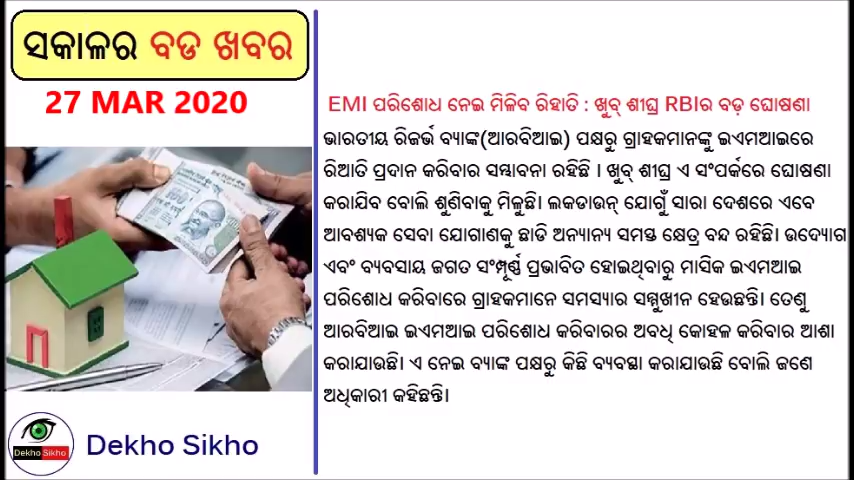 ସକାଳର ବଡ ଖବର
27 MAR 2020
EMI ପରିଶୋଧ ନେଇ ମିଳିବ ରିହାତି : ଖୁବ୍ ଶୀଘ୍ର RBIର ବଡ଼ ଘୋଷଣା
ଭାରତୀୟ ରିଜର୍ଭ ବ୍ୟାଙ୍କ(ଆରବିଆଇ) ପକ୍ଷରୁ ଗ୍ରାହକମାନଙ୍କୁ ଇଏମଆଇରେ
ରିଆତି ପ୍ରଦାନ କରିବାର ସମ୍ଭାବନା ରହିଛି । ଖୁବ୍ ଶୀଘ୍ର ଏ ସଂପର୍କରେ ଘୋଷଣା
କରାଯିବ ବୋଲି ଶୁଣିବାକୁ ମିଳୁଛି। ଲକଡାଉନ୍ ଯୋଗୁଁ ସାରା ଦେଶରେ ଏବେ
ଆବଶ୍ୟକ ସେବା ଯୋଗାଣକୁ ଛାଡି ଅନ୍ୟାନ୍ୟ ସମସ୍ତ କ୍ଷେତ୍ର ବନ୍ଦ ରହିଛି। ଉଦ୍ୟୋଗ
ଏବଂ ବ୍ୟବସାୟ ଜଗତ ସଂମ୍ପୂର୍ଣ୍ଣ ପ୍ରଭାବିତ ହୋଇଥିବାରୁ ମାସିକ ଇଏମଆଇ
ପରିଶୋଧ କରିବାରେ ଗ୍ରାହକମାନେ ସମସ୍ୟାର ସମ୍ମୁଖୀନ ହେଉଛନ୍ତି। ତେଣୁ
ଆରବିଆଇ ଇଏମଆଇ ପରିଶୋଧ କରିବାରର ଅବଧି କୋହଳ କରିବାର ଆଶା
କରାଯାଉଛି। ଏ ନେଇ ବ୍ୟାଙ୍କ ପକ୍ଷରୁ କିଛି ବ୍ୟବସ୍ଥା କରାଯାଉଛି ବୋଲି ଜଣେ
ଅଧିକାରୀ କହିଛନ୍ତି।
Dekho Sikho
Dekho Sikho